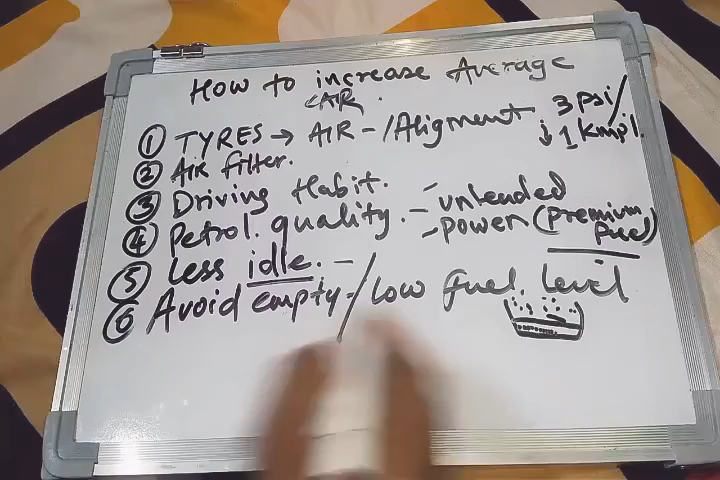 How to increase Average
CAR.
① TYRES → AIR - / Aligment 3 psi/
↓ 1 kmpl.
② Air filter.
③ Driving Habit.
④ Petrol. quality. - unleaded
- power (premium fuel)
⑤ Less idle. -
⑥ Avoid empty / Low fuel. level